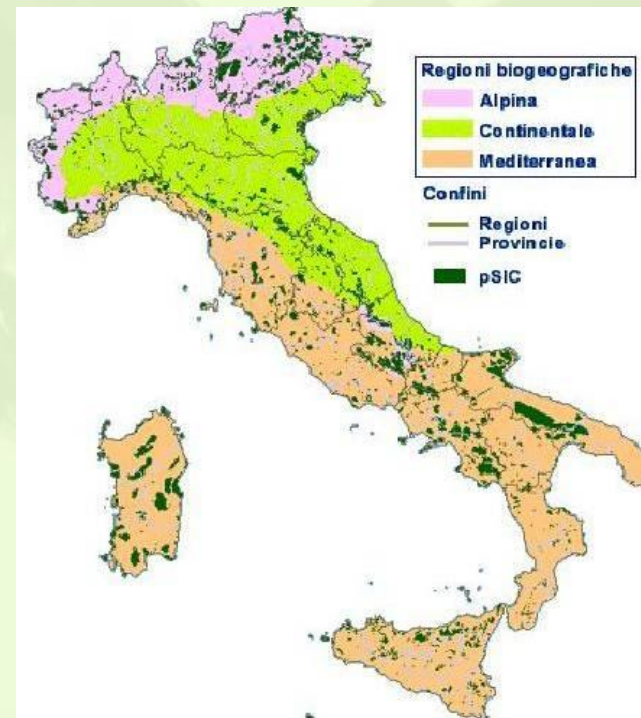 Regioni biogeografiche
Alpina
Continentale
Mediterranea
Confini
Regioni
Provincie
pSIC